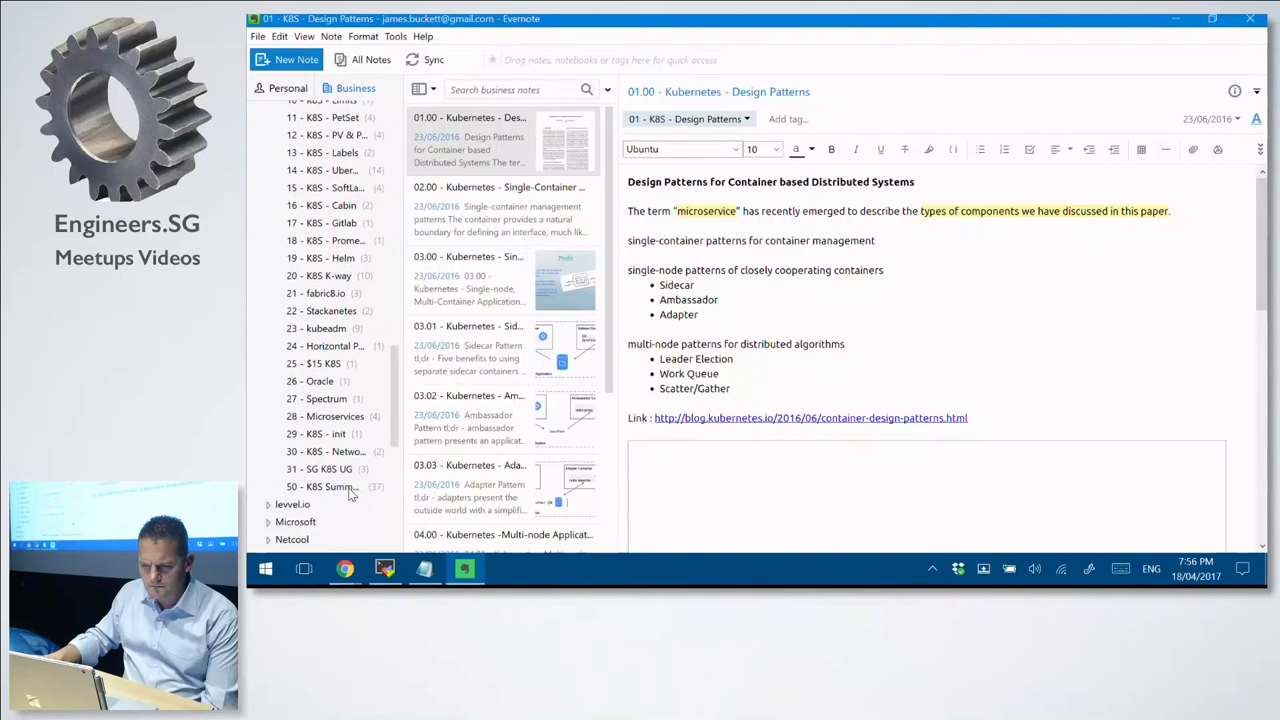 Engineers.SG
Meetups Videos
01 - K8S - Design Patterns - james.buckett@gmail.com - Evernote
File Edit View Note Format Tools Help
New Note All Notes Sync Drag notes, notebooks or tags here for quick access
Personal Business
10 - K8S - Limits (1)
11 - K8S - PetSet (1)
12 - K8S - PV & P... (4)
13 - K8S - Labels (2)
14 - K8S - Uber... (14)
15 - K8S - SoftLa... (4)
16 - K8S - Cabin (2)
17 - K8S - Gitlab (3)
18 - K8S - Prome... (1)
19 - K8S - Helm (3)
20 - K8S K-way (10)
21 - fabric8.io (3)
22 - Stackanetes (2)
23 - kubeadm (9)
24 - Horizontal P... (1)
25 - $15 K8S (1)
26 - Oracle (1)
27 - Spectrum (1)
28 - Microservices (4)
29 - K8S - init (1)
30 - K8S - Netwo... (2)
31 - SG K8S UG (3)
50 - K8S Summ... (37)
levvel.io
Microsoft
Netcool
Search business notes
01.00 - Kubernetes - Des...
23/06/2016 Design Patterns
for Container based
Distributed Systems The ter...
02.00 - Kubernetes - Single-Container ...
23/06/2016 Single-container
management patterns The container provides a natural
boundary for defining an interface, much like...
03.00 - Kubernetes - Sin...
23/06/2016 03.00 -
Kubernetes - Single-node,
Multi-Container Application...
Pods
03.01 - Kubernetes - Sid...
23/06/2016 Sidecar Pattern
tl;dr - Five benefits to using
separate sidecar containers ...
03.02 - Kubernetes - Am...
23/06/2016 Ambassador
Pattern tl;dr - ambassador
pattern presents an applicat...
03.03 - Kubernetes - Ada...
23/06/2016 Adapter Pattern
tl;dr - adapters present the
outside world with a simplifi...
04.00 - Kubernetes -Multi-node Applicat...
01.00 - Kubernetes - Design Patterns
01 - K8S - Design Patterns Add tag... 23/06/2016
Ubuntu 10
Design Patterns for Container based Distributed Systems
The term "microservice" has recently emerged to describe the types of components we have discussed in this paper.
single-container patterns for container management
single-node patterns of closely cooperating containers
• Sidecar
• Ambassador
• Adapter
multi-node patterns for distributed algorithms
• Leader Election
• Work Queue
• Scatter/Gather
Link : http://blog.kubernetes.io/2016/06/container-design-patterns.html
ENG
7:56 PM
18/04/2017